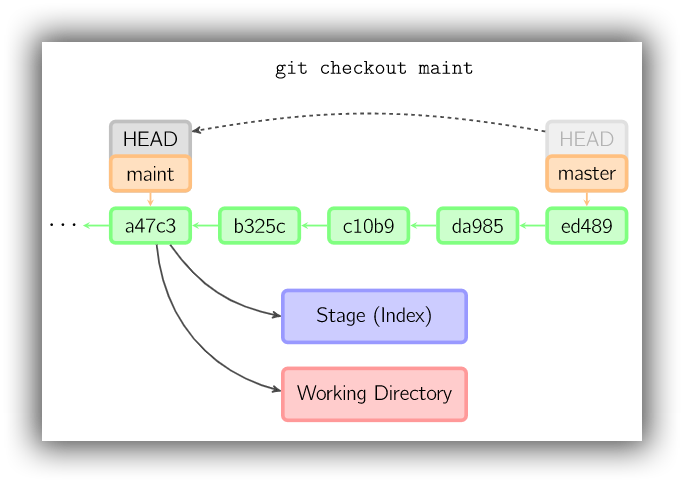 git checkout maint
HEAD
HEAD
maint
master
...
a47c3
b325c
c10b9
da985
ed489
Stage (Index)
Working Directory